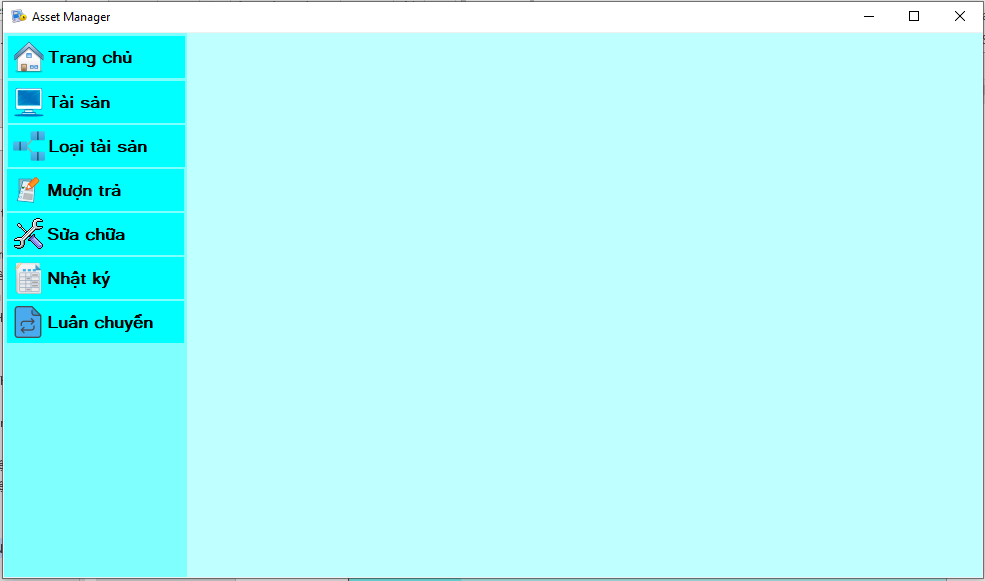 Asset Manager
Trang chủ
Tài sản
Loại tài sản
Mượn trả
Sửa chữa
Nhật ký
Luân chuyển